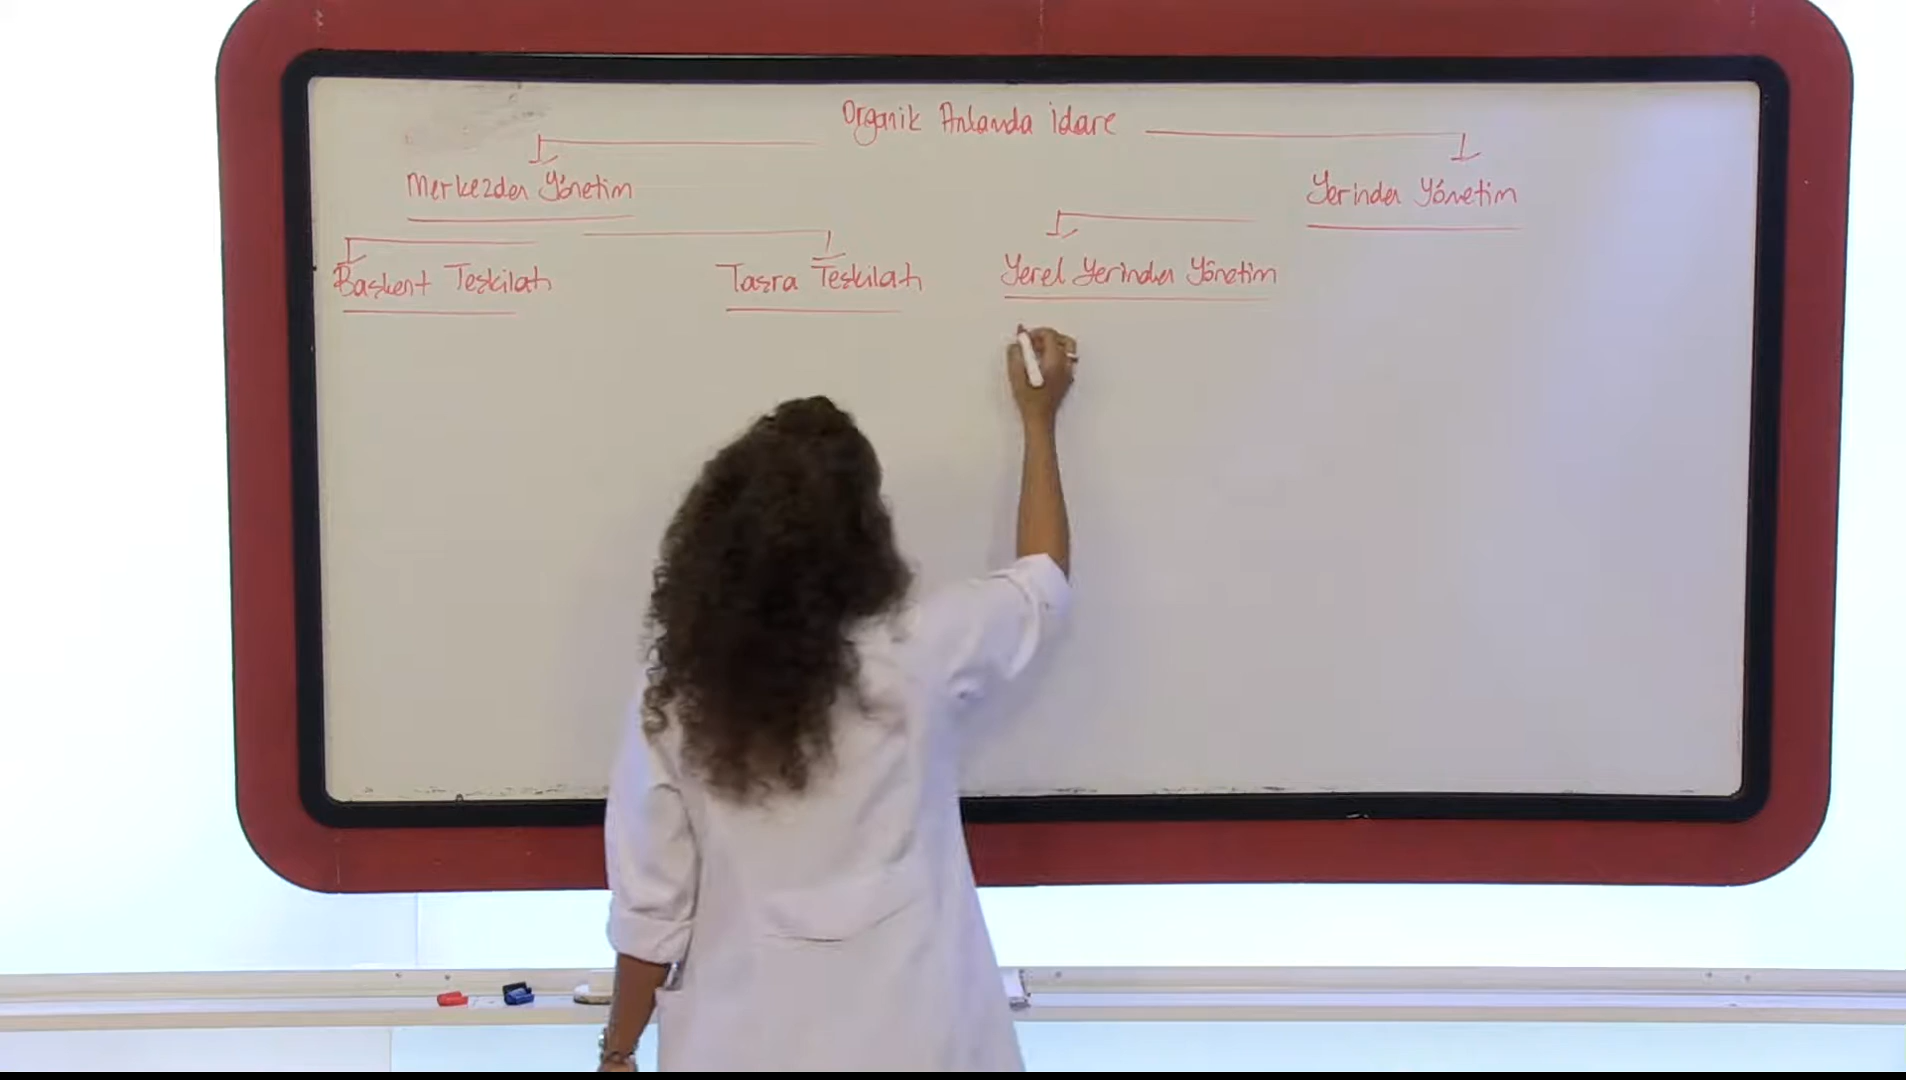 Organik Anlamda İdare
Merkezden Yönetim
Yerinden Yönetim
Başkent Teşkilatı
Taşra Teşkilatı
Yerel Yerinden Yönetim